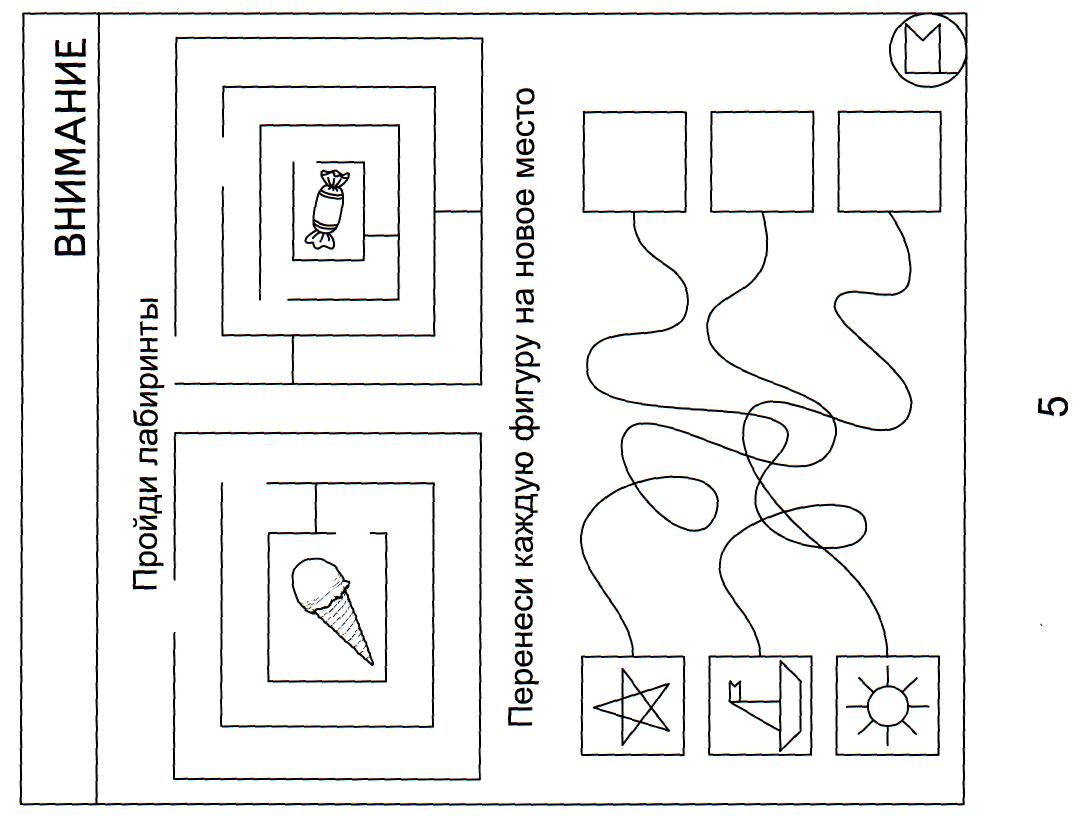 ВНИМАНИЕ
Пройди лабиринты
Перенеси каждую фигуру на новое место
5